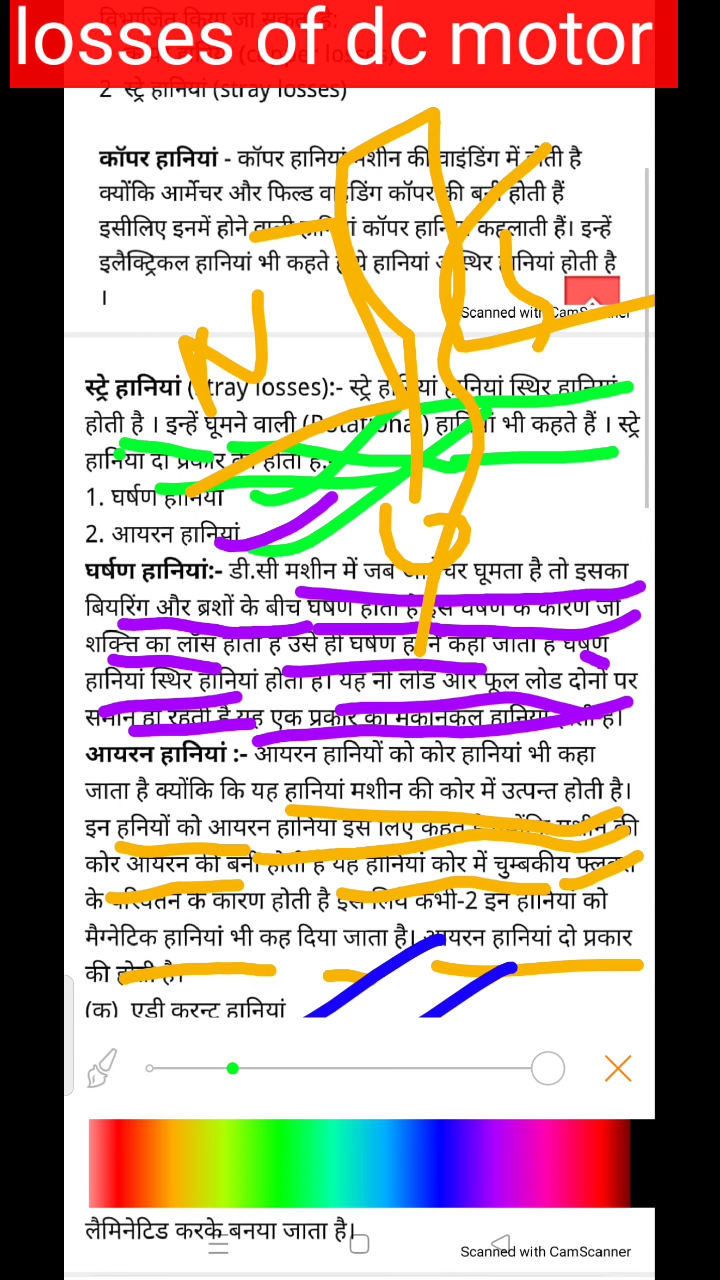 losses of dc motor
विभाजित किया जा सकता है:
(copper losses)
2 स्ट्रे हानियां (stray losses)
कॉपर हानियां - कॉपर हानियां मशीन की वाइंडिंग में होती है
क्योंकि आर्मेचर और फिल्ड वाइंडिंग कॉपर की बनी होती हैं
इसीलिए इनमें होने वाली हानियां कॉपर हानियां कहलाती हैं। इन्हें
इलैक्ट्रिकल हानियां भी कहते है ये हानियां अस्थिर हानियां होती है
।
Scanned with CamScanner
N
S
स्ट्रे हानियां (stray losses):- स्ट्रे हानियां हानियां स्थिर हानियां
होती है । इन्हें घूमने वाली (Rotational) हानियां भी कहते हैं । स्ट्रे
हानियां दो प्रकार की होती है:-
1. घर्षण हानियां
2. आयरन हानियां
घर्षण हानियां:- डी.सी मशीन में जब आर्मेचर घूमता है तो इसका
बियरिंग और ब्रशों के बीच घर्षण होता है इस घर्षण के कारण जो
शक्ति का लॉस होता है उसे ही घर्षण हानि कहा जाता है घर्षण
हानियां स्थिर हानियां होता है। यह नो लोड और फूल लोड दोनों पर
समान ही रहती है यह एक प्रकार की मैकेनिकल हानियां होती है।
आयरन हानियां :- आयरन हानियों को कोर हानियां भी कहा
जाता है क्योंकि कि यह हानियां मशीन की कोर में उत्पन्त होती है।
इन हनियों को आयरन हानियां इस लिए कहते है क्योंकि मशीन की
कोर आयरन की बनी होती है यह हानियां कोर में चुम्बकीय फ्लक्स
के परिवर्तन के कारण होती है इस लिये कभी-2 इन हानियां को
मैग्नेटिक हानियां भी कह दिया जाता है। आयरन हानियां दो प्रकार
की होती है।
(क) एडी करन्ट हानियां
लैमिनेटिड करके बनया जाता है।
Scanned with CamScanner